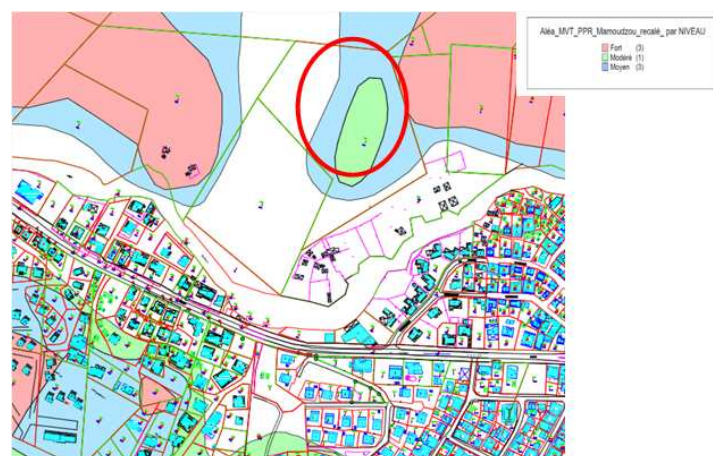 Aléa_MVT_PPR_Mamoudzou_recalé_ par NIVEAU
Fort (3)
Modéré (1)
Moyen (3)